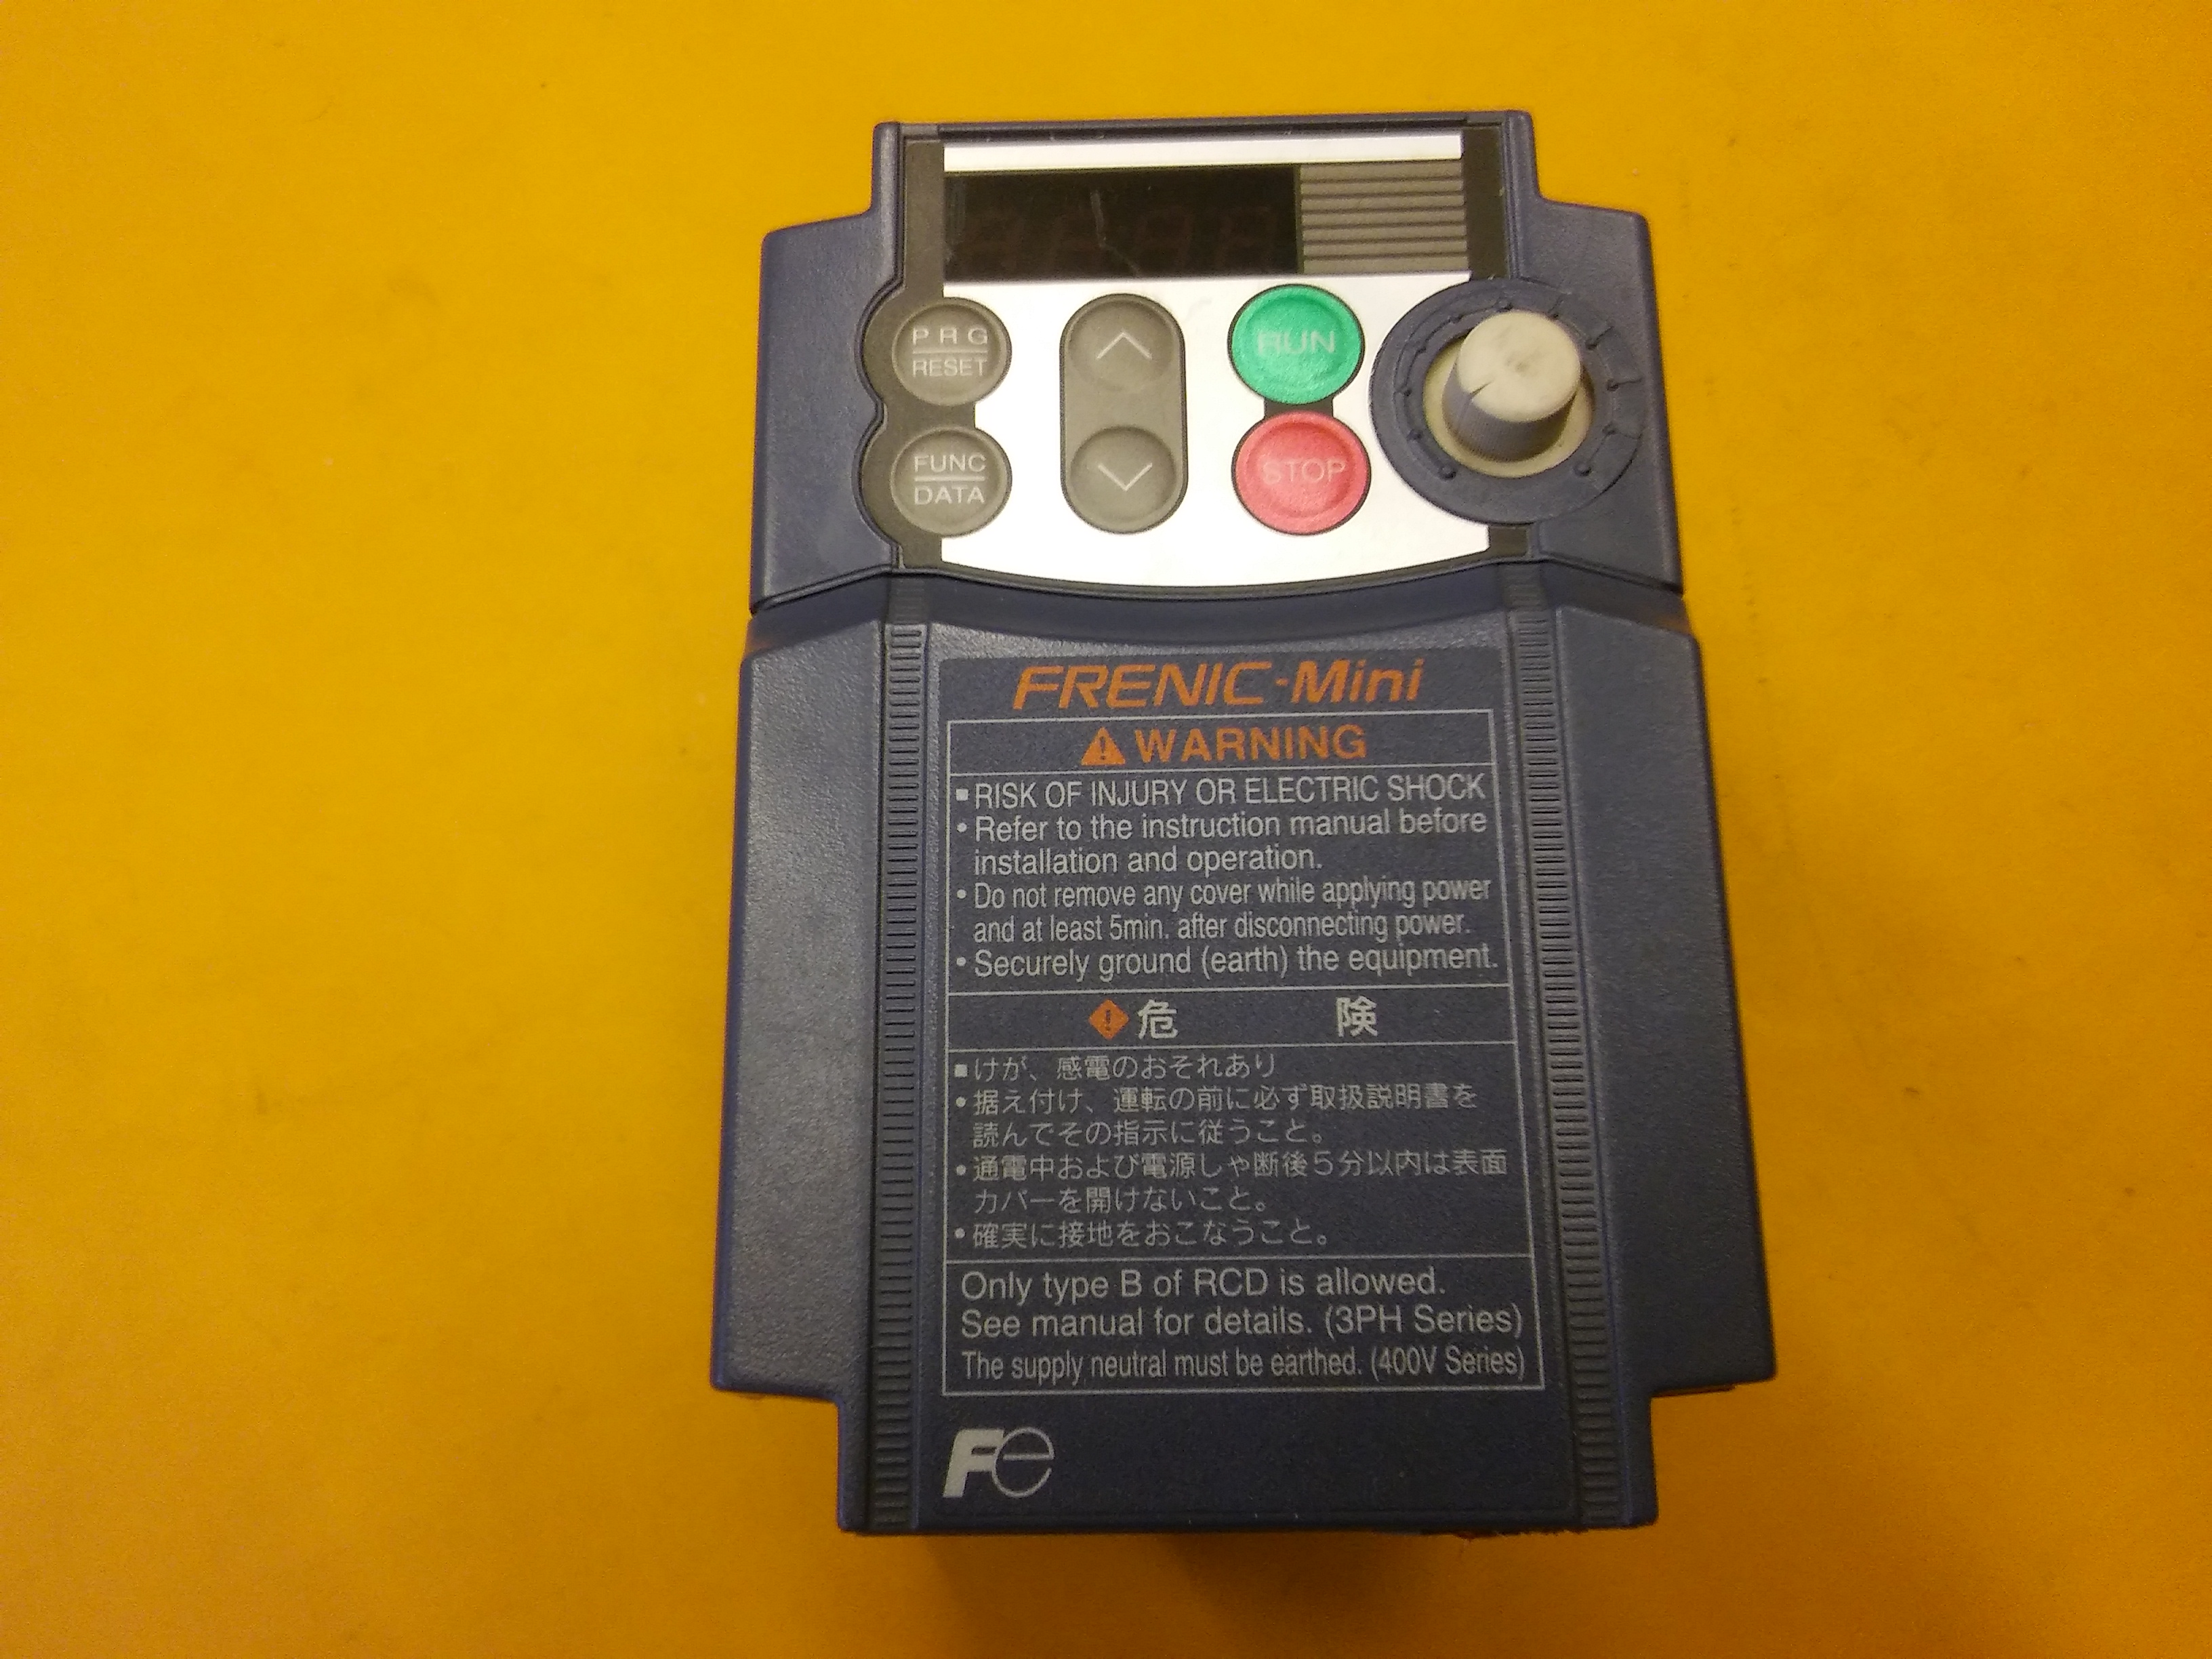 PRG
RESET
RUN
FUNC
DATA
STOP
FRENIC-Mini
WARNING
▪RISK OF INJURY OR ELECTRIC SHOCK
•Refer to the instruction manual before
installation and operation.
•Do not remove any cover while applying power
and at least 5min. after disconnecting power.
•Securely ground (earth) the equipment.
危 険
▪けが、感電のおそれあり
•据え付け、運転の前に必ず取扱説明書を
読んでその指示に従うこと。
•通電中および電源しゃ断後5分以内は表面
カバーを開けないこと。
•確実に接地をおこなうこと。
Only type B of RCD is allowed.
See manual for details. (3PH Series)
The supply neutral must be earthed. (400V Series)
Fe